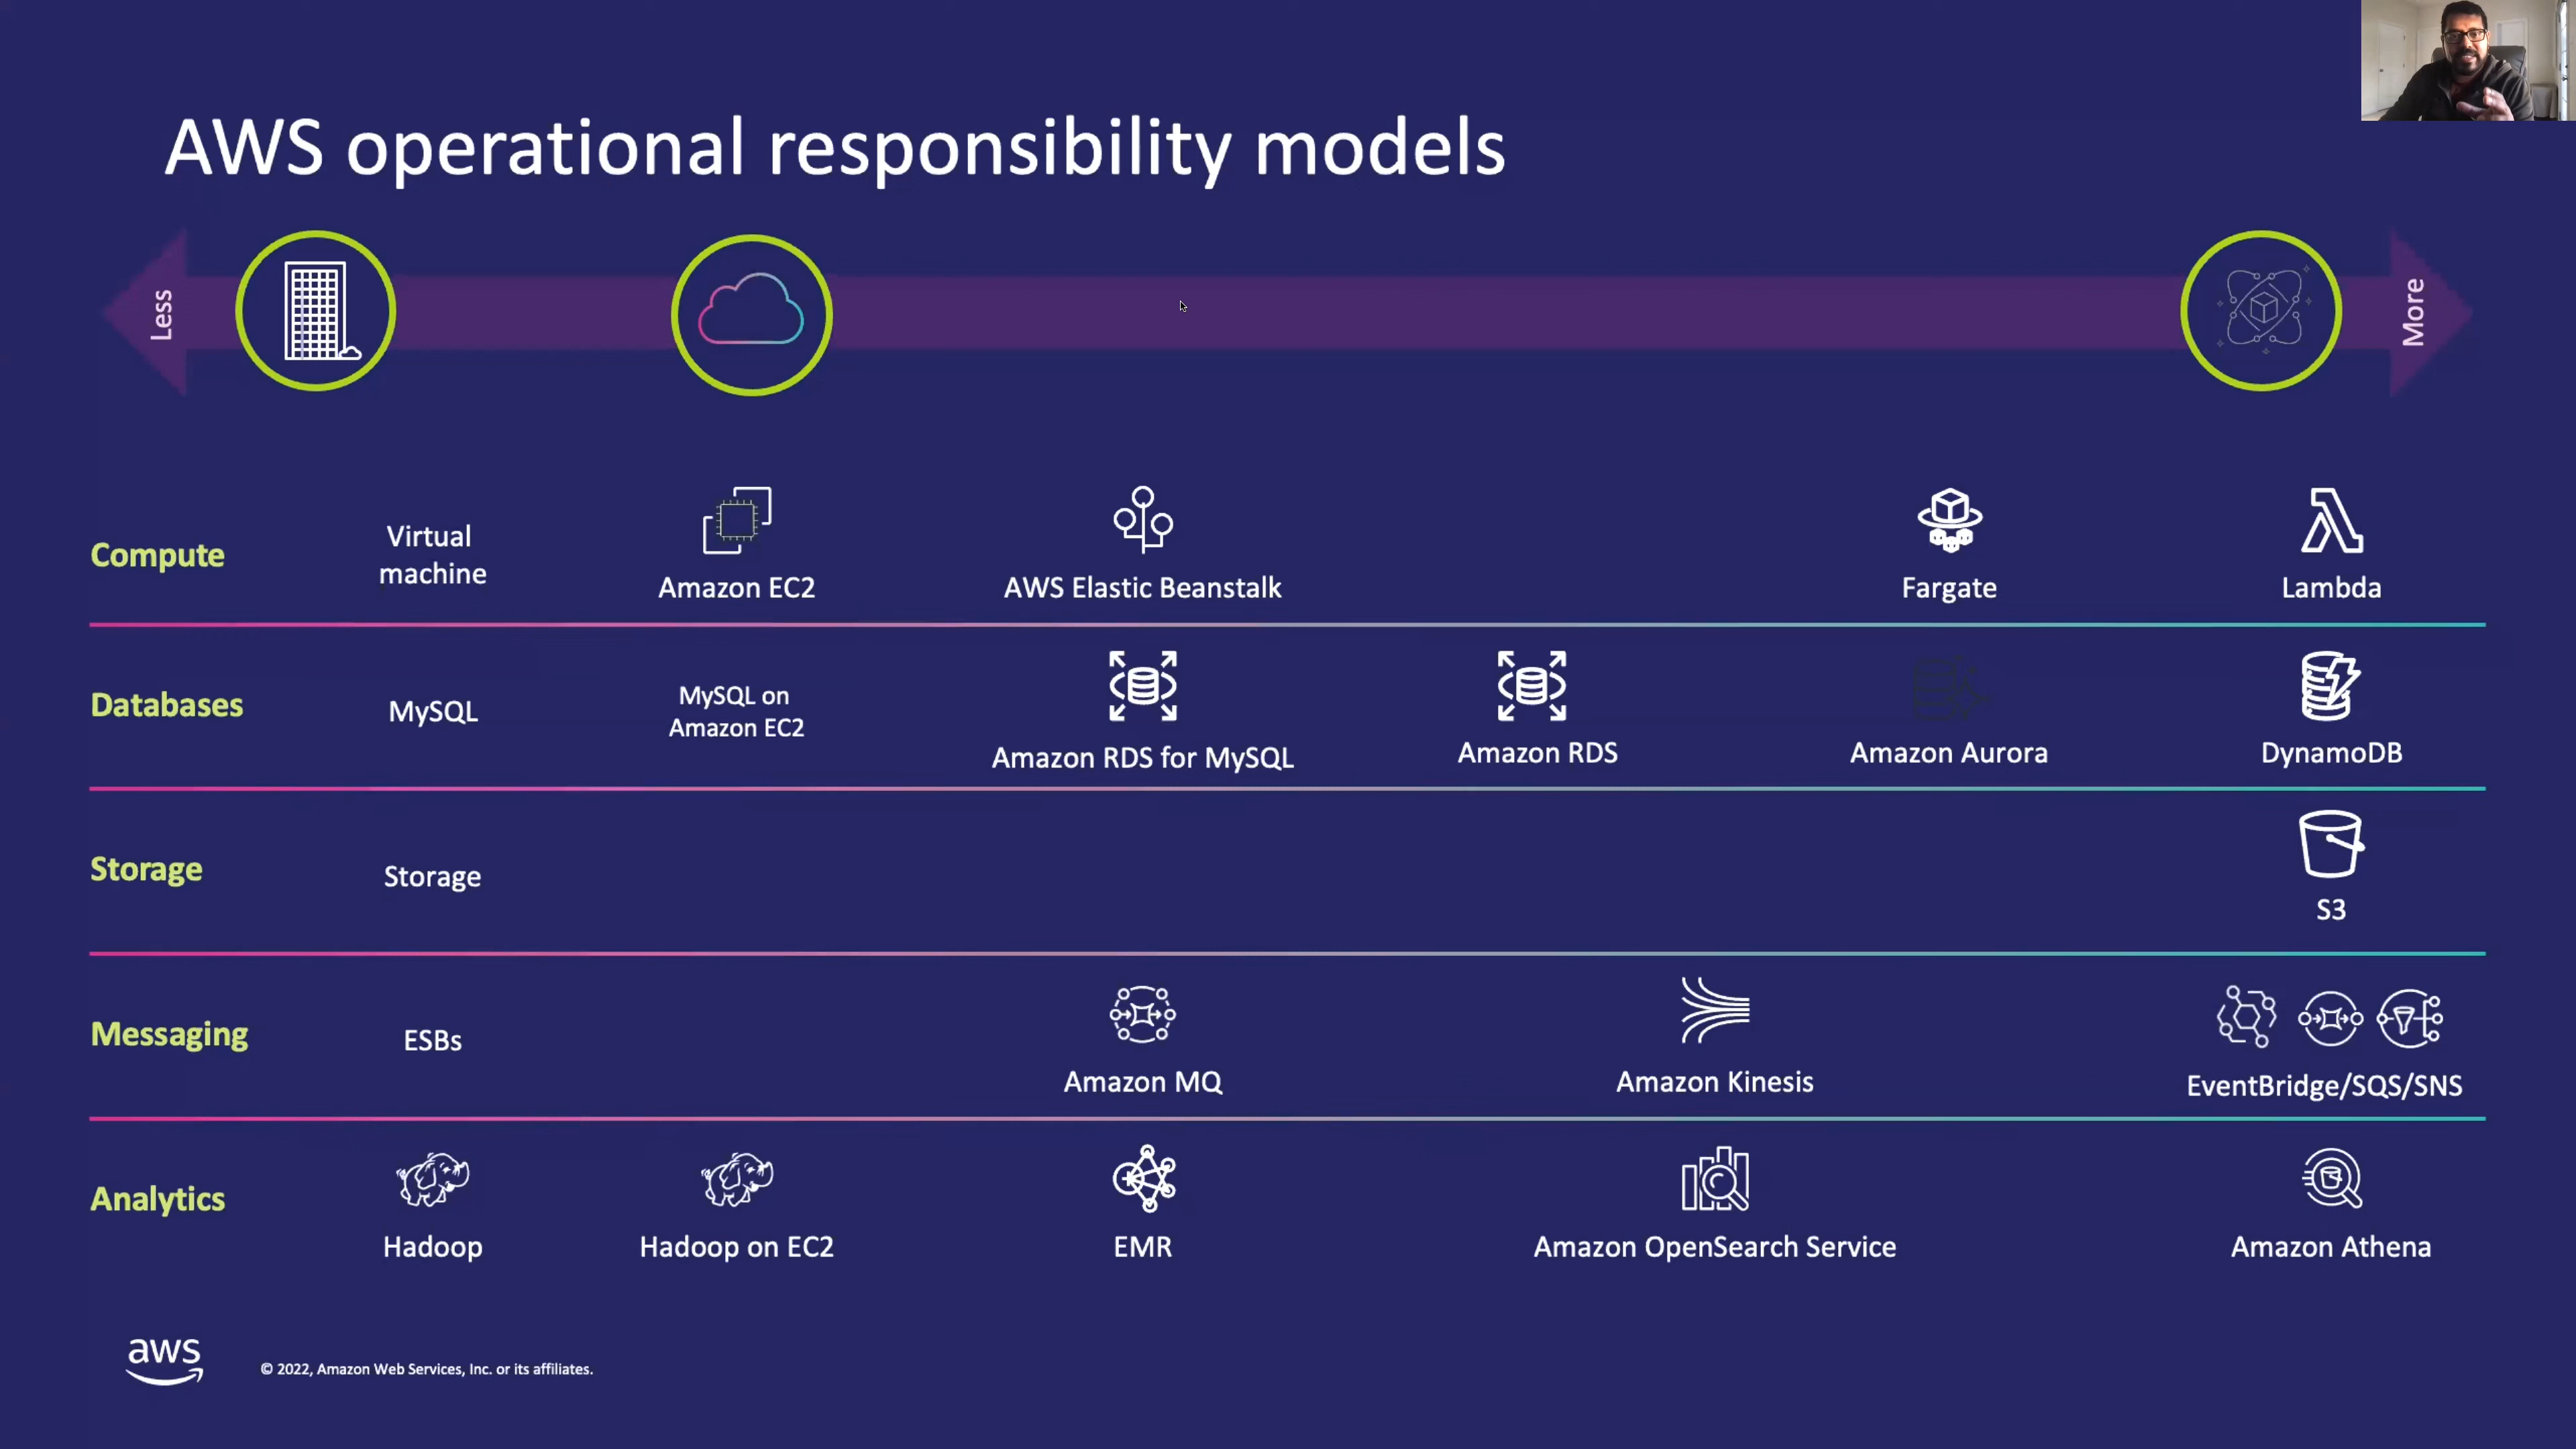 AWS operational responsibility models
Less
More
Compute
Virtual
machine
Amazon EC2
AWS Elastic Beanstalk
Fargate
Lambda
Databases
MySQL
MySQL on
Amazon EC2
Amazon RDS for MySQL
Amazon RDS
Amazon Aurora
DynamoDB
Storage
Storage
S3
Messaging
ESBs
Amazon MQ
Amazon Kinesis
EventBridge/SQS/SNS
Analytics
Hadoop
Hadoop on EC2
EMR
Amazon OpenSearch Service
Amazon Athena
aws
© 2022, Amazon Web Services, Inc. or its affiliates.